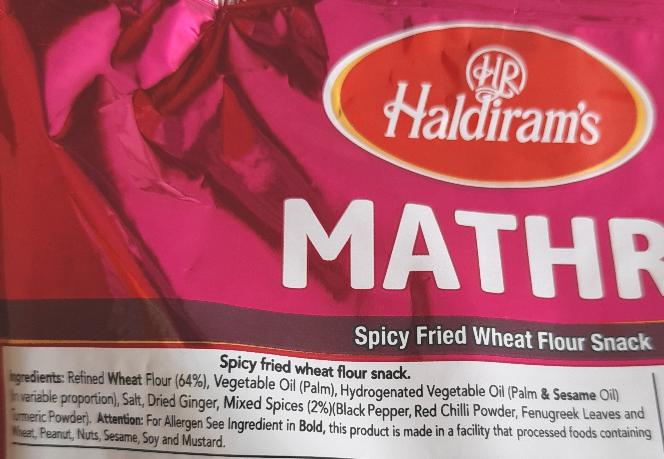 HR
Haldiram's
MATHR
Spicy Fried Wheat Flour Snack
Spicy fried wheat flour snack.
Ingredients: Refined Wheat Flour (64%), Vegetable Oil (Palm), Hydrogenated Vegetable Oil (Palm & Sesame Oil)
in variable proportion), Salt, Dried Ginger, Mixed Spices (2%)(Black Pepper, Red Chilli Powder, Fenugreek Leaves and
Turmeric Powder). Attention: For Allergen See Ingredient in Bold, this product is made in a facility that processed foods containing
Wheat, Peanut, Nuts, Sesame, Soy and Mustard.